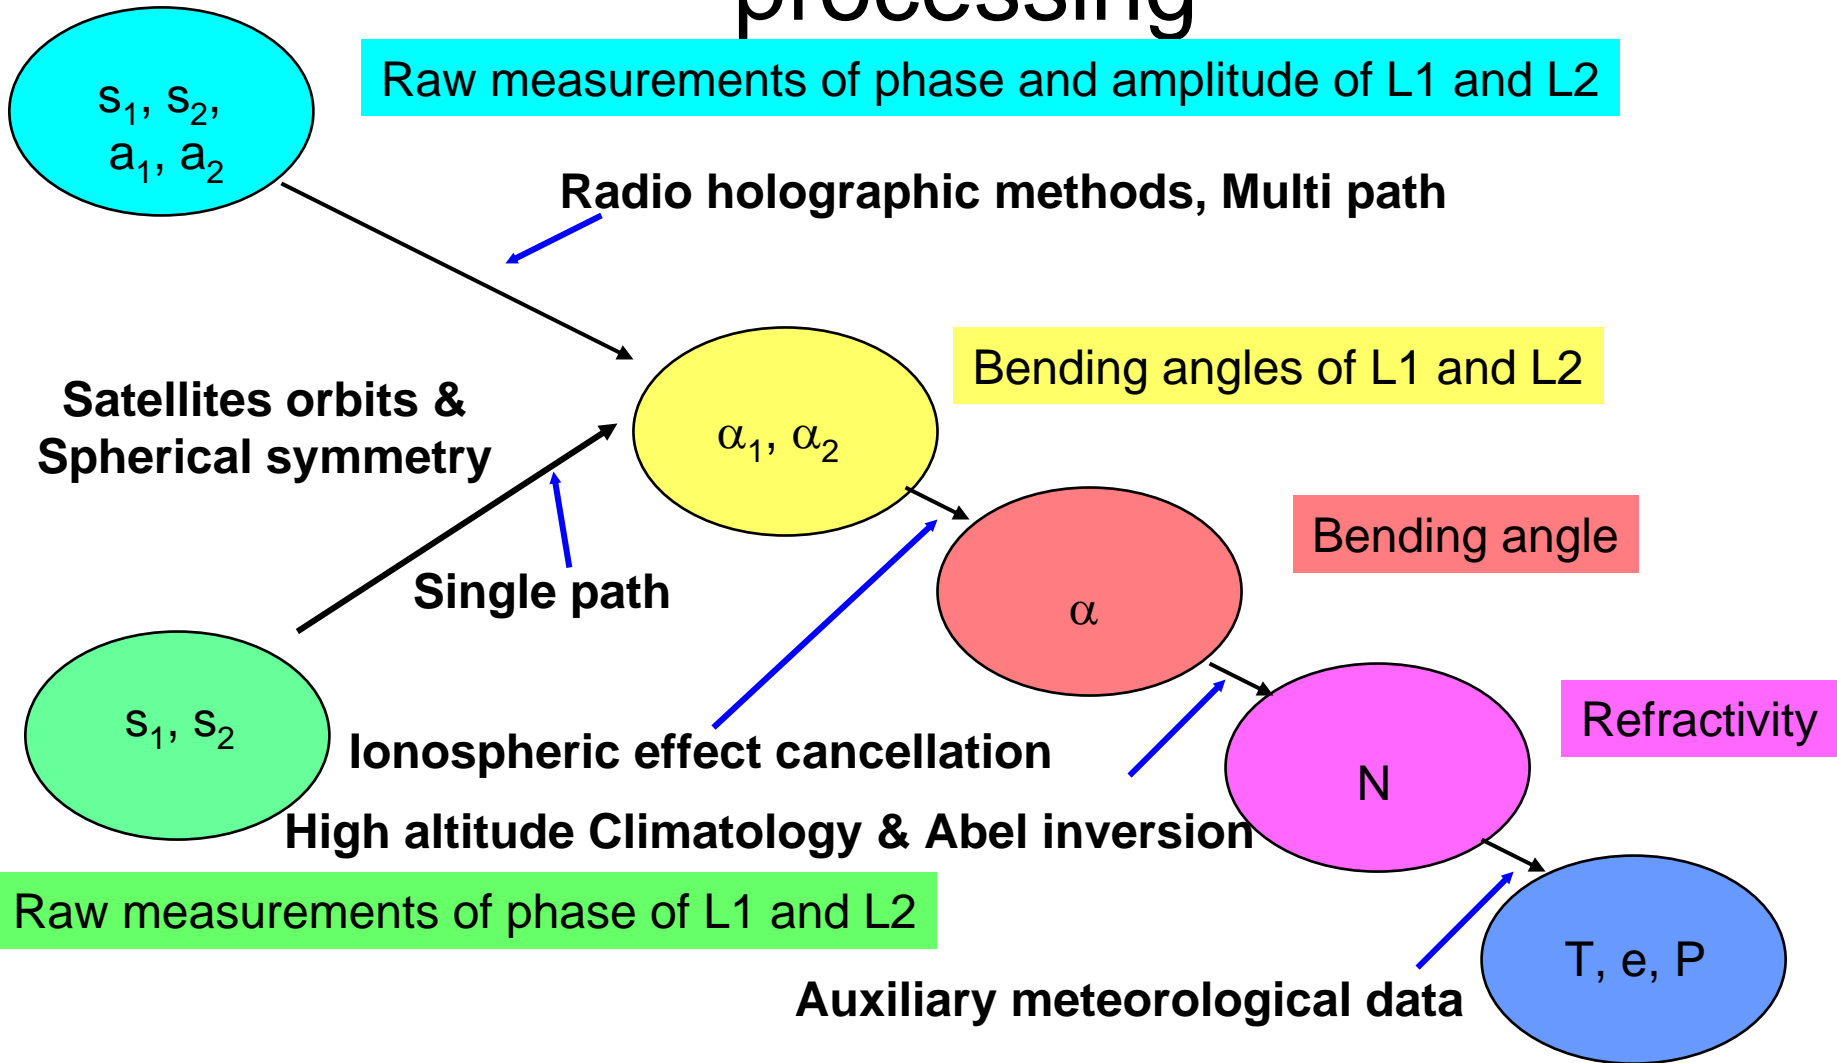 processing
Raw measurements of phase and amplitude of L1 and L2
s₁, s₂,
a₁, a₂
Radio holographic methods, Multi path
Bending angles of L1 and L2
Satellites orbits &
Spherical symmetry
α₁, α₂
Bending angle
Single path
α
s₁, s₂
Refractivity
Ionospheric effect cancellation
N
High altitude Climatology & Abel inversion
Raw measurements of phase of L1 and L2
T, e, P
Auxiliary meteorological data